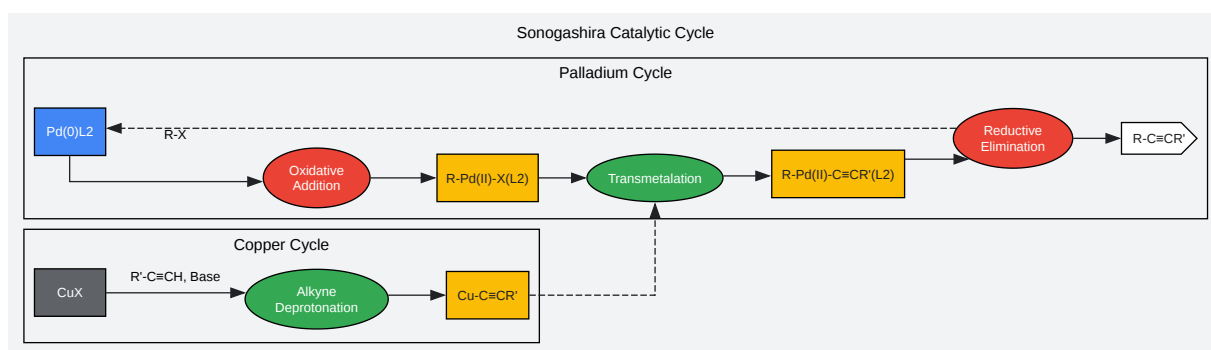 Sonogashira Catalytic Cycle
Palladium Cycle
Pd(0)L2
R-X
Oxidative
Addition
R-Pd(II)-X(L2)
Transmetalation
R-Pd(II)-C≡CR'(L2)
Reductive
Elimination
R-C≡CR'
Copper Cycle
CuX
R'-C≡CH, Base
Alkyne
Deprotonation
Cu-C≡CR'